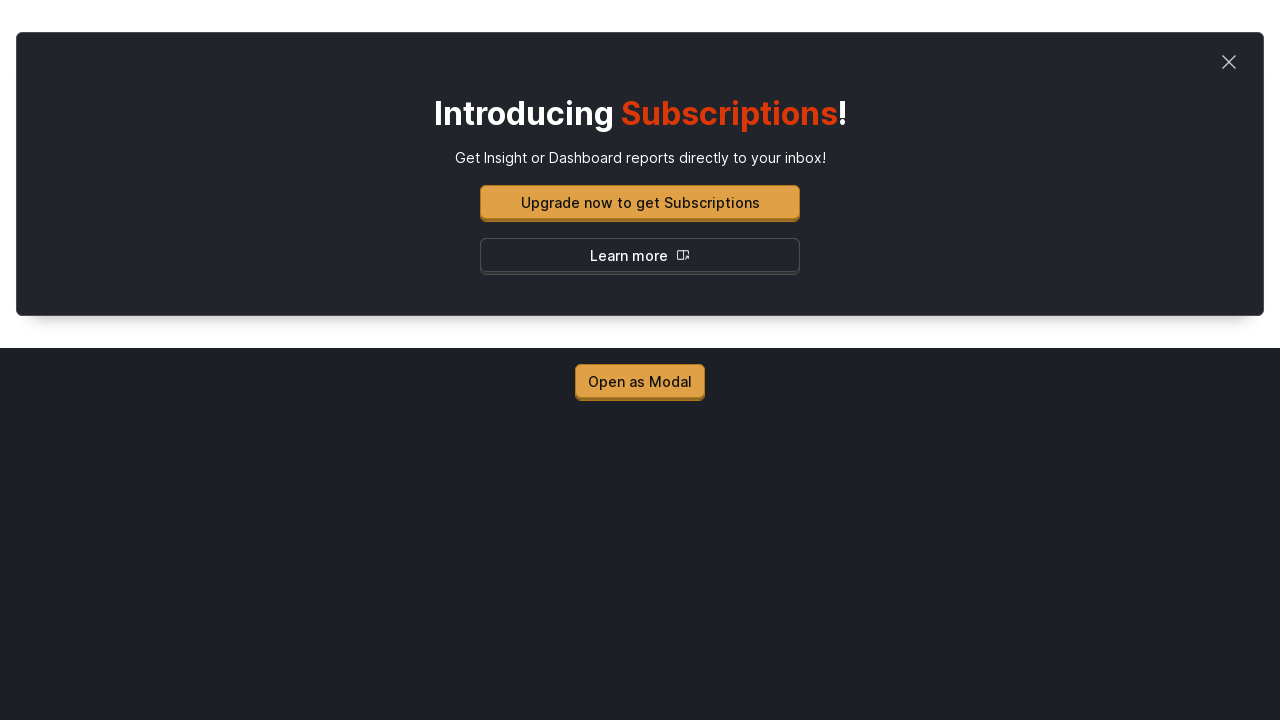 Introducing Subscriptions!
Get Insight or Dashboard reports directly to your inbox!
Upgrade now to get Subscriptions
Learn more
Open as Modal